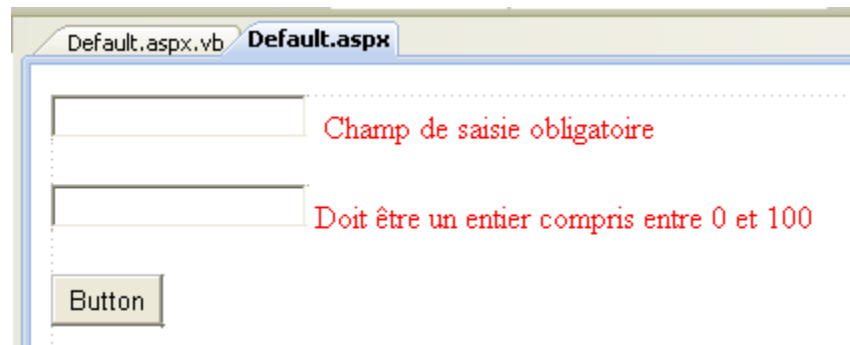 Default.aspx.vb Default.aspx
Champ de saisie obligatoire
Doit être un entier compris entre 0 et 100
Button